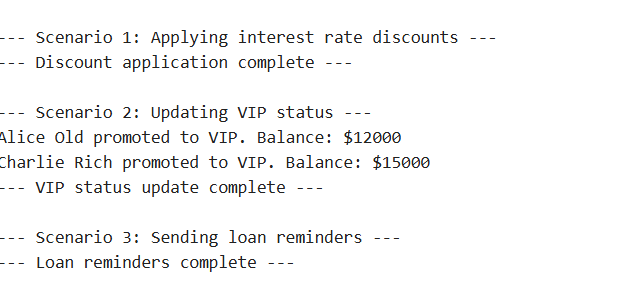 --- Scenario 1: Applying interest rate discounts ---
--- Discount application complete ---
--- Scenario 2: Updating VIP status ---
Alice Old promoted to VIP. Balance: $12000
Charlie Rich promoted to VIP. Balance: $15000
--- VIP status update complete ---
--- Scenario 3: Sending loan reminders ---
--- Loan reminders complete ---